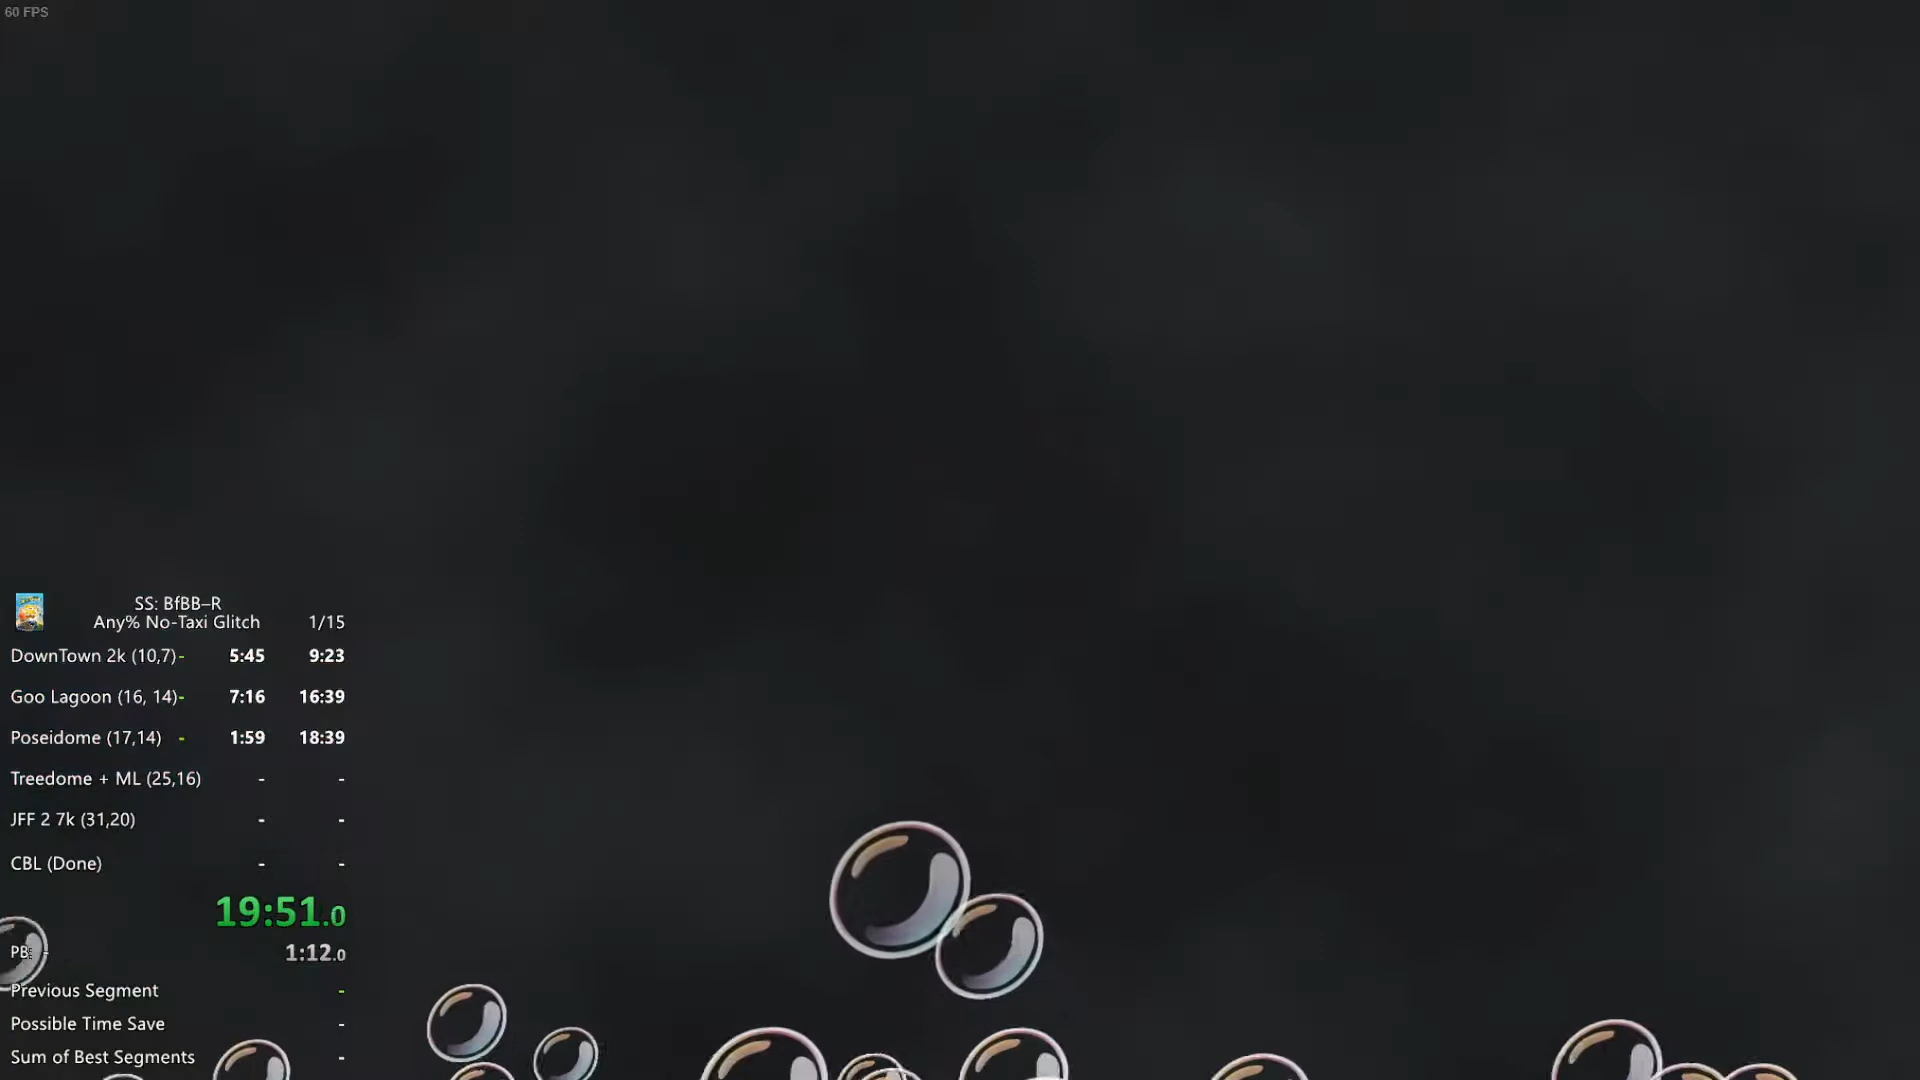 60 FPS
SS: BfBB–R
Any% No-Taxi Glitch 1/15
DownTown 2k (10,7) - 5:45 9:23
Goo Lagoon (16, 14) - 7:16 16:39
Poseidome (17,14) - 1:59 18:39
Treedome + ML (25,16) - -
JFF 2 7k (31,20) - -
CBL (Done) - -
19:51.0
PB: - 1:12.0
Previous Segment -
Possible Time Save -
Sum of Best Segments -